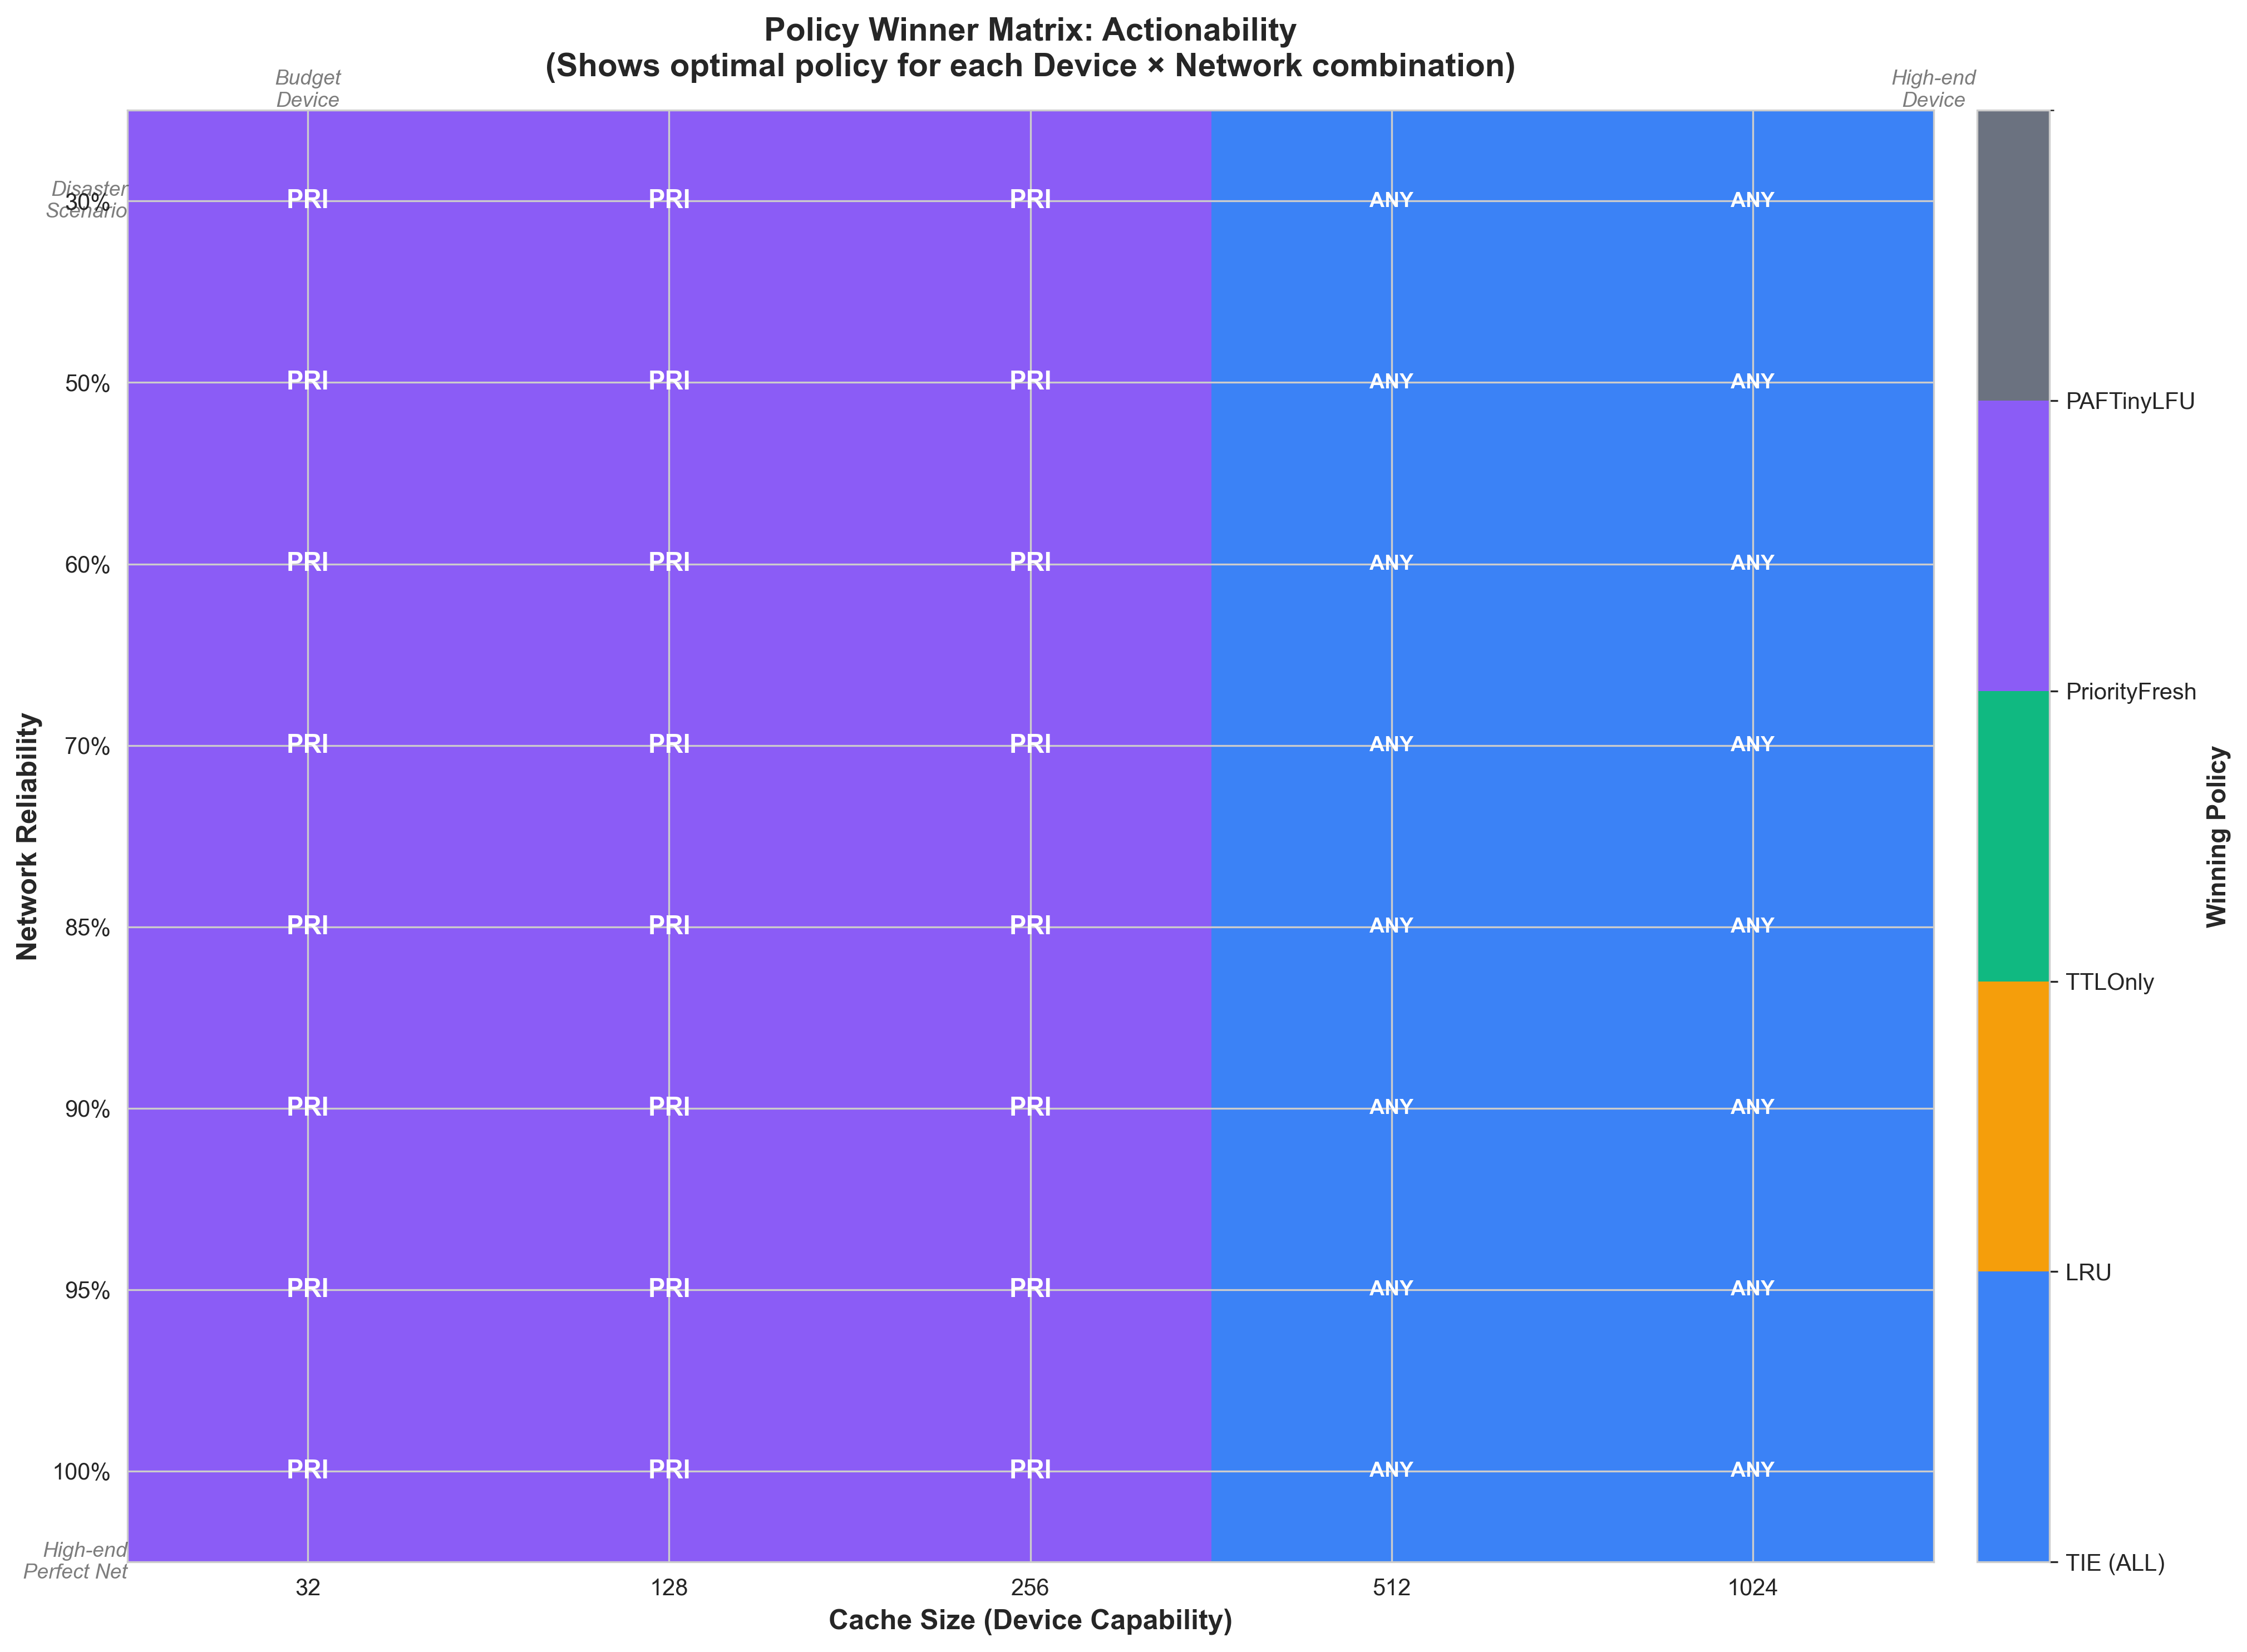 Policy Winner Matrix: Actionability
(Shows optimal policy for each Device × Network combination)
Budget
Device
High-end
Device
Disaster
Scenario
30% PRI PRI PRI ANY ANY
50% PRI PRI PRI ANY ANY
60% PRI PRI PRI ANY ANY
70% PRI PRI PRI ANY ANY
85% PRI PRI PRI ANY ANY
90% PRI PRI PRI ANY ANY
95% PRI PRI PRI ANY ANY
100% PRI PRI PRI ANY ANY
High-end
Perfect Net
Network Reliability
32 128 256 512 1024
Cache Size (Device Capability)
PAFTinyLFU
PriorityFresh
TTLOnly
LRU
TIE (ALL)
Winning Policy